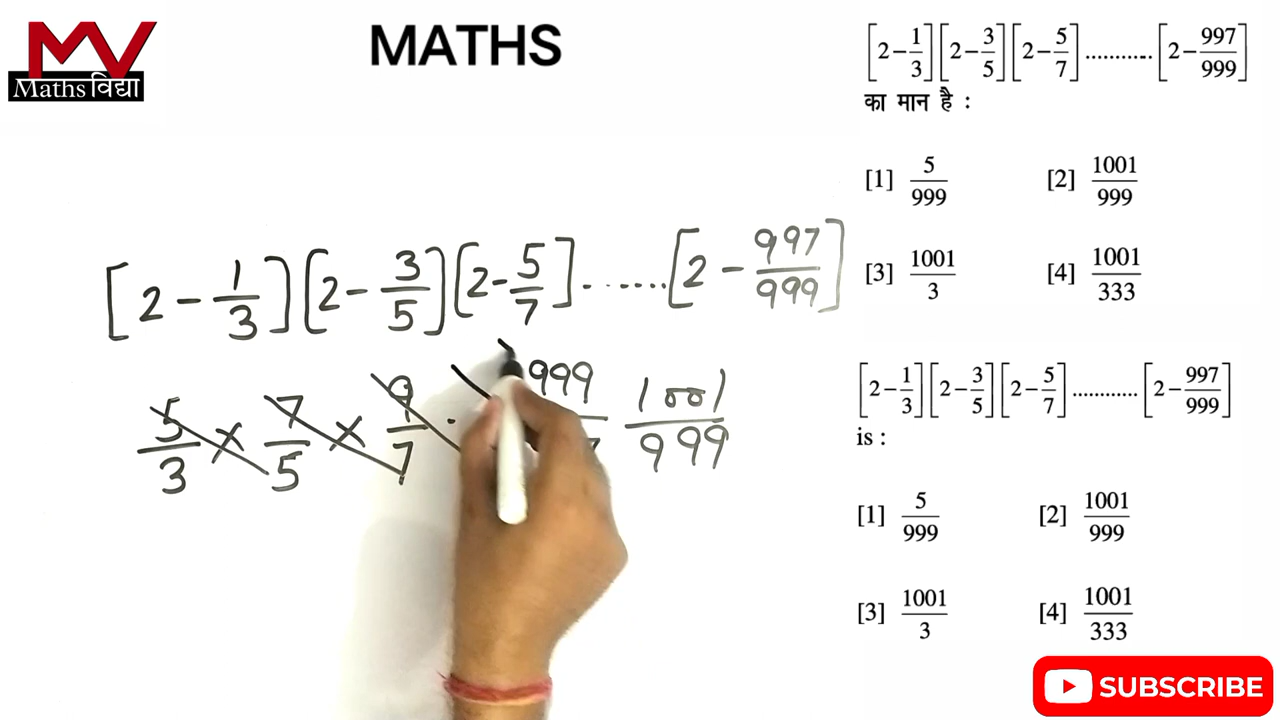 MV
Mathsविद्या
MATHS
[2 − 1/3] [2 − 3/5] [2 − 5/7] ............ [2 − 997/999]
का मान है :
[1] 5/999 [2] 1001/999
[3] 1001/3 [4] 1001/333
[2 − 1/3] [2 − 3/5] [2 − 5/7] ....... [2 − 997/999]
5/3 × 7/5 × 9/7 . 999 1001/999
[2 − 1/3] [2 − 3/5] [2 − 5/7] ............ [2 − 997/999]
is :
[1] 5/999 [2] 1001/999
[3] 1001/3 [4] 1001/333
SUBSCRIBE